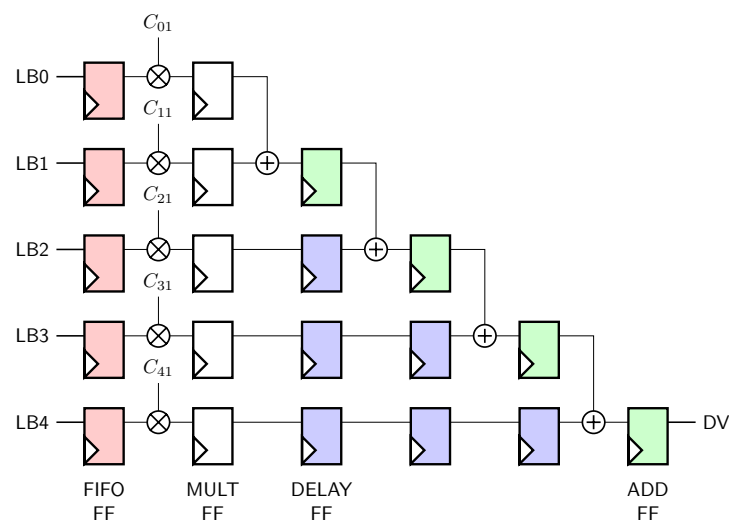 C01
LB0
C11
LB1
C21
LB2
C31
LB3
C41
LB4
DV
FIFO MULT DELAY ADD
FF FF FF FF